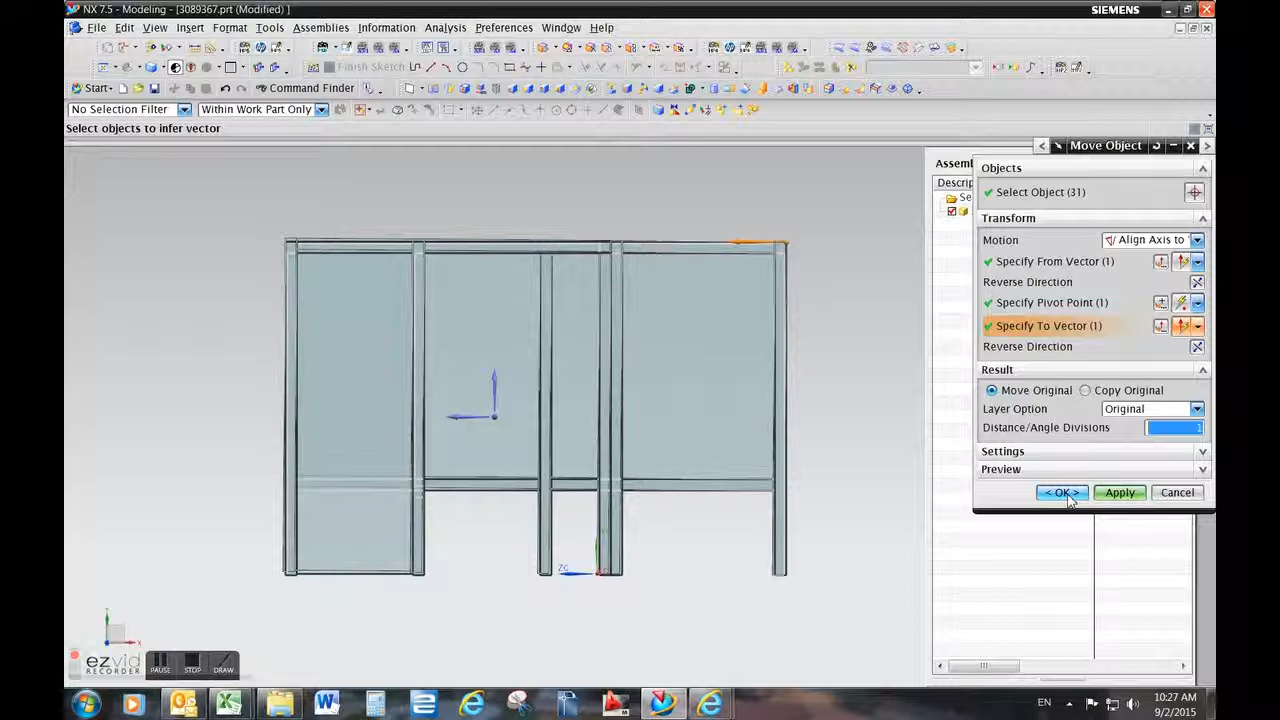 NX 7.5 - Modeling - [3089367.prt (Modified) ]
SIEMENS
File Edit View Insert Format Tools Assemblies Information Analysis Preferences Window Help
Finish Sketch
Start Command Finder
No Selection Filter Within Work Part Only
Select objects to infer vector
Move Object
Assem
Objects
Descrip
Select Object (31)
Se
Transform
Motion Align Axis to
Specify From Vector (1)
Reverse Direction
Specify Pivot Point (1)
Specify To Vector (1)
Reverse Direction
Result
Move Original Copy Original
Layer Option Original
Distance/Angle Divisions 1
Settings
Preview
< OK > Apply Cancel
ZC
ezvid
RECORDER
PAUSE STOP DRAW
EN
10:27 AM
9/2/2015